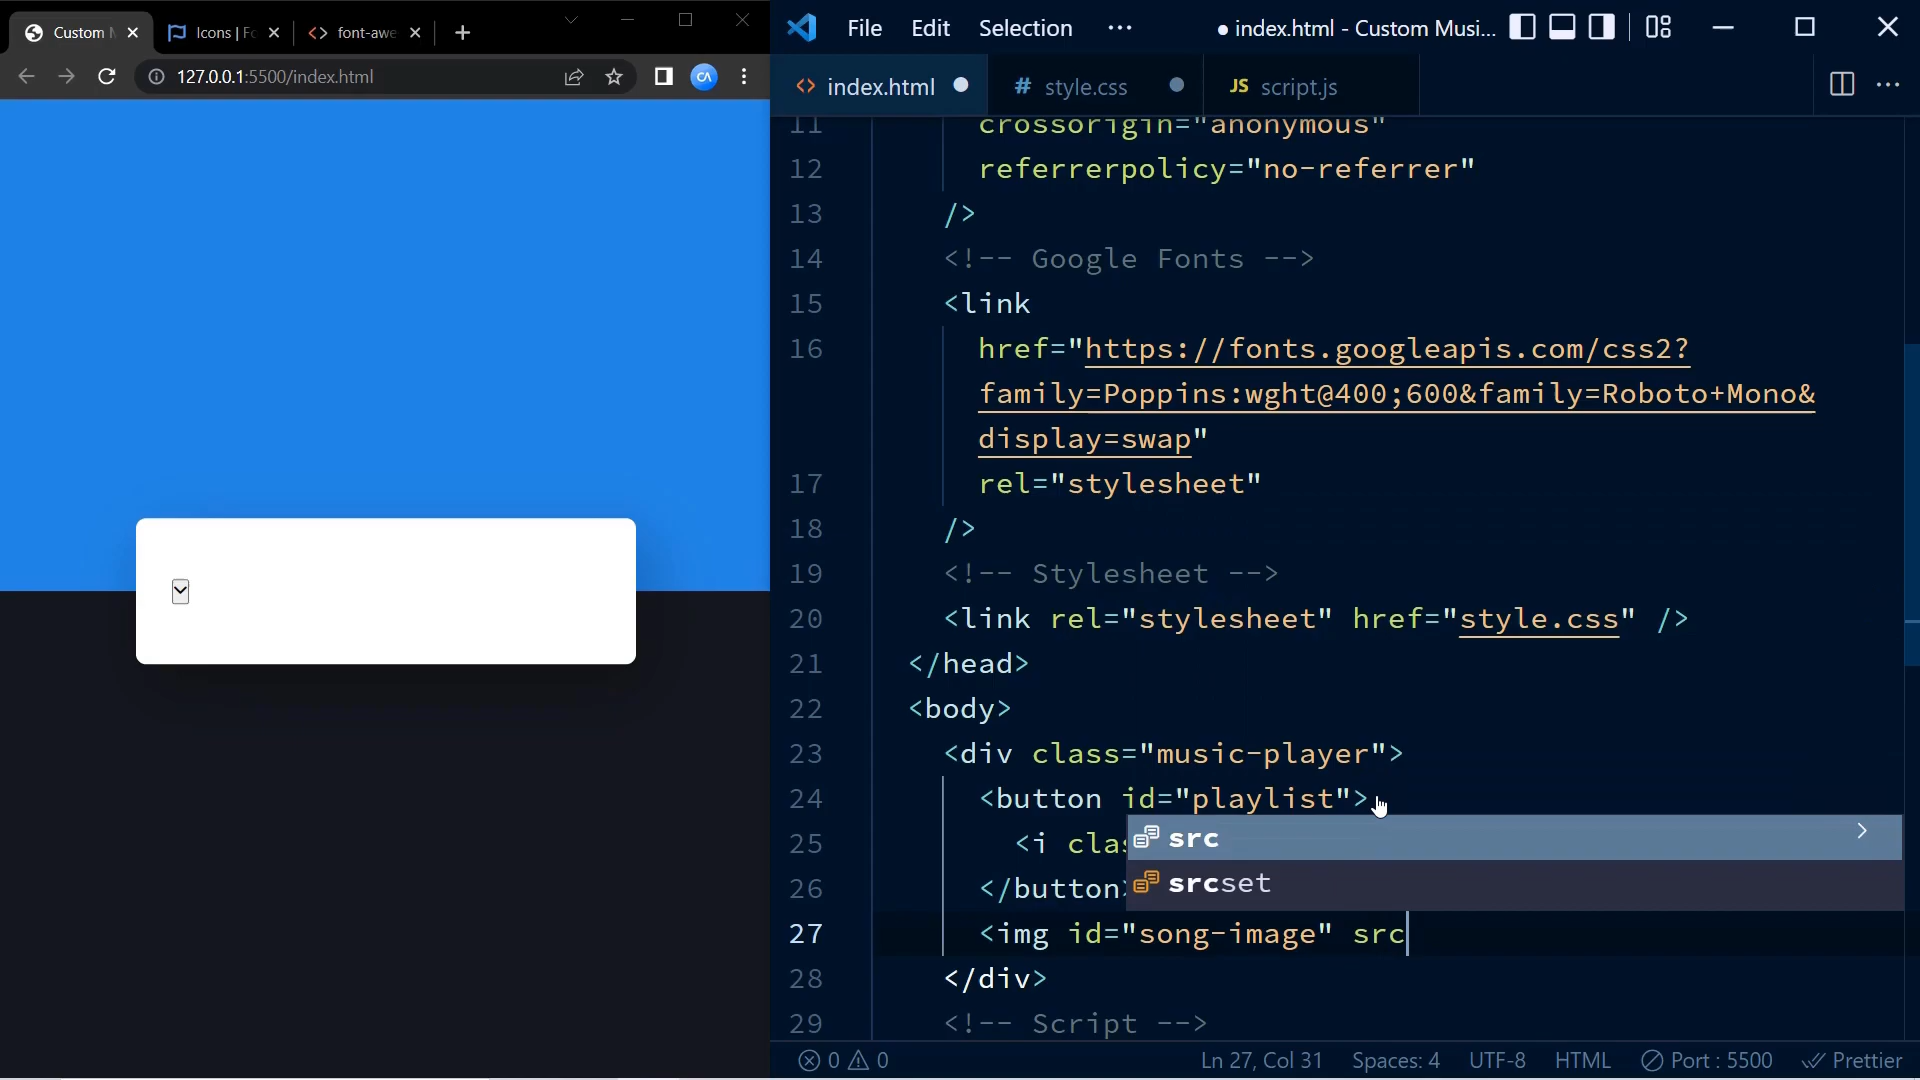 Custom
Icons | Fo
font-awe
127.0.0.1:5500/index.html
CA
File Edit Selection ···
● index.html - Custom Musi...
<> index.html
# style.css
JS script.js
11 crossorigin="anonymous"
12 referrerpolicy="no-referrer"
13 />
14 <!-- Google Fonts -->
15 <link
16 href="https://fonts.googleapis.com/css2?
family=Poppins:wght@400;600&family=Roboto+Mono&
display=swap"
17 rel="stylesheet"
18 />
19 <!-- Stylesheet -->
20 <link rel="stylesheet" href="style.css" />
21 </head>
22 <body>
23 <div class="music-player">
24 <button id="playlist">
25 <i clas
src
26 </button>
srcset
27 <img id="song-image" src
28 </div>
29 <!-- Script -->
0 0
Ln 27, Col 31 Spaces: 4 UTF-8 HTML Port : 5500 Prettier